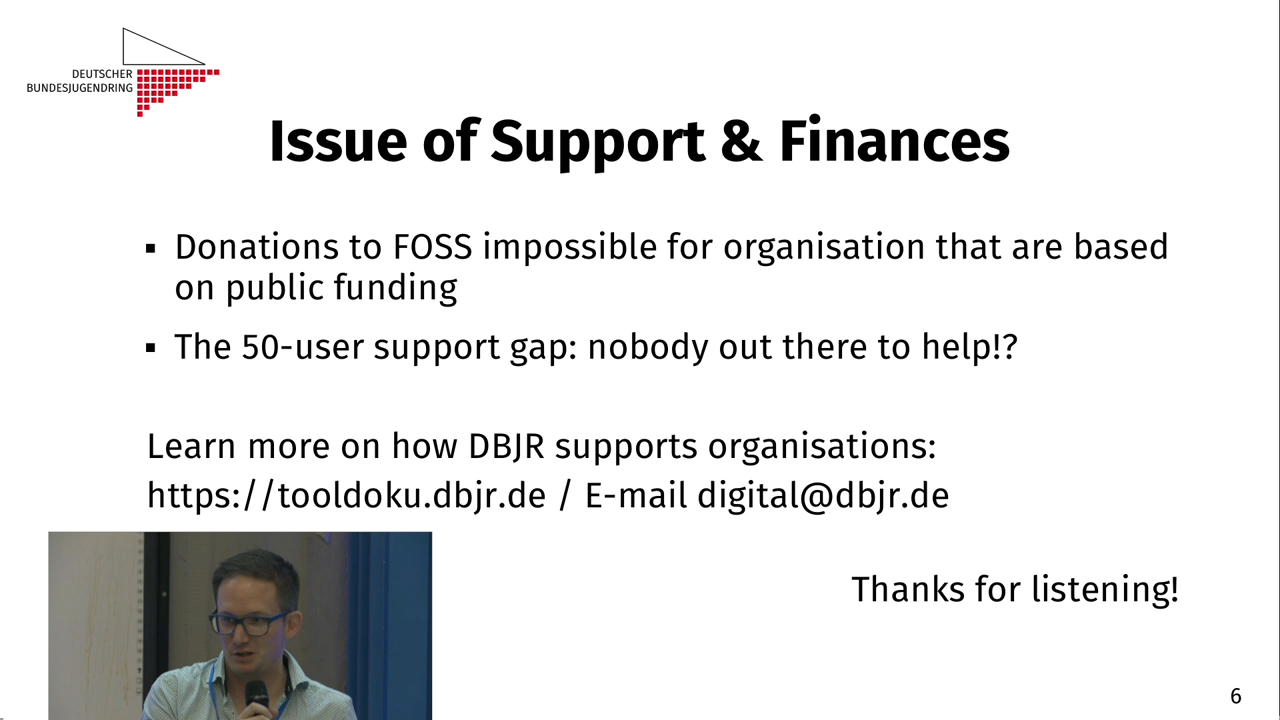 DEUTSCHER
BUNDESJUGENDRING
Issue of Support & Finances
▪ Donations to FOSS impossible for organisation that are based
on public funding
▪ The 50-user support gap: nobody out there to help!?
Learn more on how DBJR supports organisations:
https://tooldoku.dbjr.de / E-mail digital@dbjr.de
Thanks for listening!
6